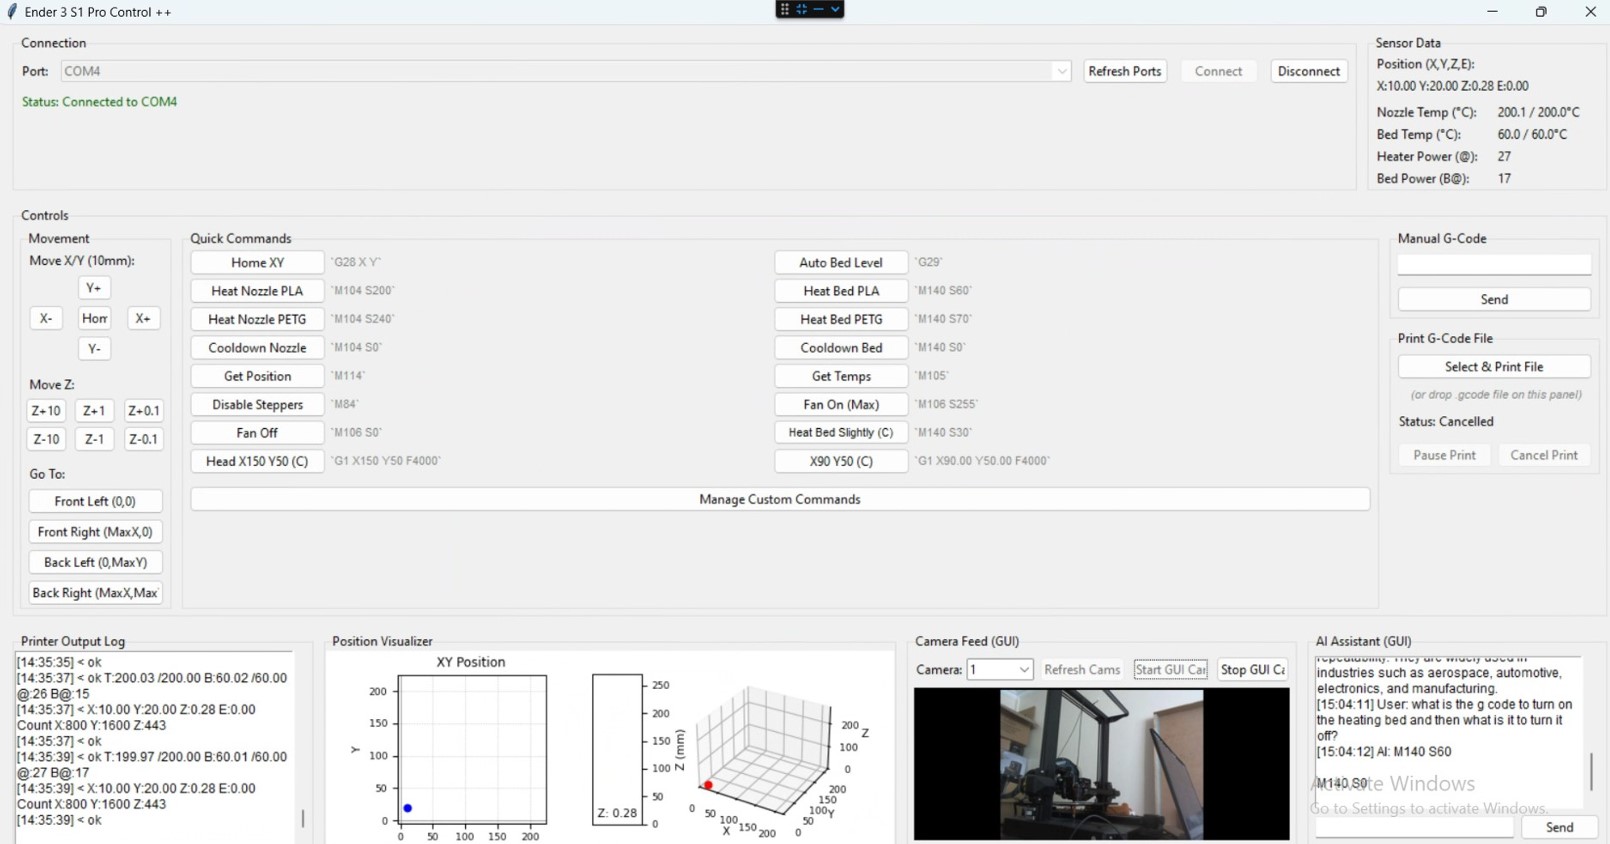 Ender 3 S1 Pro Control ++
Connection
Port: COM4
Refresh Ports Connect Disconnect
Status: Connected to COM4
Sensor Data
Position (X,Y,Z,E):
X:10.00 Y:20.00 Z:0.28 E:0.00
Nozzle Temp (°C): 200.1 / 200.0°C
Bed Temp (°C): 60.0 / 60.0°C
Heater Power (@): 27
Bed Power (B@): 17
Controls
Movement
Move X/Y (10mm):
Y+
X- Hom X+
Y-
Move Z:
Z+10 Z+1 Z+0.1
Z-10 Z-1 Z-0.1
Go To:
Front Left (0,0)
Front Right (MaxX,0)
Back Left (0,MaxY)
Back Right (MaxX,Max
Quick Commands
Home XY `G28 X Y` Auto Bed Level `G29`
Heat Nozzle PLA `M104 S200` Heat Bed PLA `M140 S60`
Heat Nozzle PETG `M104 S240` Heat Bed PETG `M140 S70`
Cooldown Nozzle `M104 S0` Cooldown Bed `M140 S0`
Get Position `M114` Get Temps `M105`
Disable Steppers `M84` Fan On (Max) `M106 S255`
Fan Off `M106 S0` Heat Bed Slightly (C) `M140 S30`
Head X150 Y50 (C) `G1 X150 Y50 F4000` X90 Y50 (C) `G1 X90.00 Y50.00 F4000`
Manage Custom Commands
Manual G-Code
Send
Print G-Code File
Select & Print File
(or drop .gcode file on this panel)
Status: Cancelled
Pause Print Cancel Print
Printer Output Log
[14:35:35] < ok
[14:35:37] < ok T:200.03 /200.00 B:60.02 /60.00
@:26 B@:15
[14:35:37] < X:10.00 Y:20.00 Z:0.28 E:0.00
Count X:800 Y:1600 Z:443
[14:35:37] < ok
[14:35:39] < ok T:199.97 /200.00 B:60.01 /60.00
@:27 B@:17
[14:35:39] < X:10.00 Y:20.00 Z:0.28 E:0.00
Count X:800 Y:1600 Z:443
[14:35:39] < ok
Position Visualizer
XY Position
200
150
Y
100
50
0
0 50 100 150 200
250
200
150
100
50
0
Z (mm)
Z: 0.28
200
100
0
Z
0 50 100 150 200
X
0 50 100 150 200
Y
Camera Feed (GUI)
Camera: 1 Refresh Cams Start GUI Car Stop GUI Ca
AI Assistant (GUI)
repeatability. They are widely used in
industries such as aerospace, automotive,
electronics, and manufacturing.
[15:04:11] User: what is the g code to turn on
the heating bed and then what is it to turn it
off?
[15:04:12] AI: M140 S60
M140 S0
Activate Windows
Go to Settings to activate Windows.
Send